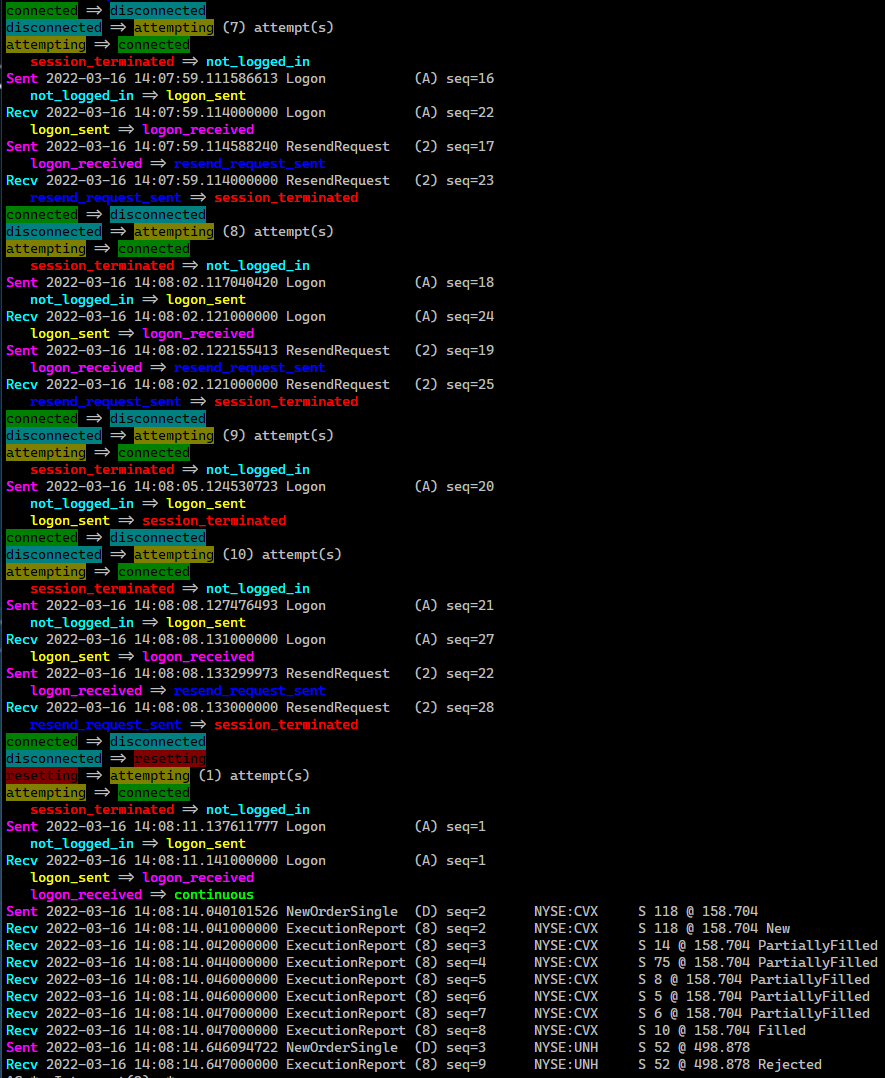 connected ⇒ disconnected
disconnected ⇒ attempting (7) attempt(s)
attempting ⇒ connected
session_terminated ⇒ not_logged_in
Sent 2022-03-16 14:07:59.111586613 Logon (A) seq=16
not_logged_in ⇒ logon_sent
Recv 2022-03-16 14:07:59.114000000 Logon (A) seq=22
logon_sent ⇒ logon_received
Sent 2022-03-16 14:07:59.114588240 ResendRequest (2) seq=17
logon_received ⇒ resend_request_sent
Recv 2022-03-16 14:07:59.114000000 ResendRequest (2) seq=23
resend_request_sent ⇒ session_terminated
connected ⇒ disconnected
disconnected ⇒ attempting (8) attempt(s)
attempting ⇒ connected
session_terminated ⇒ not_logged_in
Sent 2022-03-16 14:08:02.117040420 Logon (A) seq=18
not_logged_in ⇒ logon_sent
Recv 2022-03-16 14:08:02.121000000 Logon (A) seq=24
logon_sent ⇒ logon_received
Sent 2022-03-16 14:08:02.122155413 ResendRequest (2) seq=19
logon_received ⇒ resend_request_sent
Recv 2022-03-16 14:08:02.121000000 ResendRequest (2) seq=25
resend_request_sent ⇒ session_terminated
connected ⇒ disconnected
disconnected ⇒ attempting (9) attempt(s)
attempting ⇒ connected
session_terminated ⇒ not_logged_in
Sent 2022-03-16 14:08:05.124530723 Logon (A) seq=20
not_logged_in ⇒ logon_sent
logon_sent ⇒ session_terminated
connected ⇒ disconnected
disconnected ⇒ attempting (10) attempt(s)
attempting ⇒ connected
session_terminated ⇒ not_logged_in
Sent 2022-03-16 14:08:08.127476493 Logon (A) seq=21
not_logged_in ⇒ logon_sent
Recv 2022-03-16 14:08:08.131000000 Logon (A) seq=27
logon_sent ⇒ logon_received
Sent 2022-03-16 14:08:08.133299973 ResendRequest (2) seq=22
logon_received ⇒ resend_request_sent
Recv 2022-03-16 14:08:08.133000000 ResendRequest (2) seq=28
resend_request_sent ⇒ session_terminated
connected ⇒ disconnected
disconnected ⇒ resetting
resetting ⇒ attempting (1) attempt(s)
attempting ⇒ connected
session_terminated ⇒ not_logged_in
Sent 2022-03-16 14:08:11.137611777 Logon (A) seq=1
not_logged_in ⇒ logon_sent
Recv 2022-03-16 14:08:11.141000000 Logon (A) seq=1
logon_sent ⇒ logon_received
logon_received ⇒ continuous
Sent 2022-03-16 14:08:14.040101526 NewOrderSingle (D) seq=2 NYSE:CVX S 118 @ 158.704
Recv 2022-03-16 14:08:14.041000000 ExecutionReport (8) seq=2 NYSE:CVX S 118 @ 158.704 New
Recv 2022-03-16 14:08:14.042000000 ExecutionReport (8) seq=3 NYSE:CVX S 14 @ 158.704 PartiallyFilled
Recv 2022-03-16 14:08:14.044000000 ExecutionReport (8) seq=4 NYSE:CVX S 75 @ 158.704 PartiallyFilled
Recv 2022-03-16 14:08:14.046000000 ExecutionReport (8) seq=5 NYSE:CVX S 8 @ 158.704 PartiallyFilled
Recv 2022-03-16 14:08:14.046000000 ExecutionReport (8) seq=6 NYSE:CVX S 5 @ 158.704 PartiallyFilled
Recv 2022-03-16 14:08:14.047000000 ExecutionReport (8) seq=7 NYSE:CVX S 6 @ 158.704 PartiallyFilled
Recv 2022-03-16 14:08:14.047000000 ExecutionReport (8) seq=8 NYSE:CVX S 10 @ 158.704 Filled
Sent 2022-03-16 14:08:14.646094722 NewOrderSingle (D) seq=3 NYSE:UNH S 52 @ 498.878
Recv 2022-03-16 14:08:14.647000000 ExecutionReport (8) seq=9 NYSE:UNH S 52 @ 498.878 Rejected